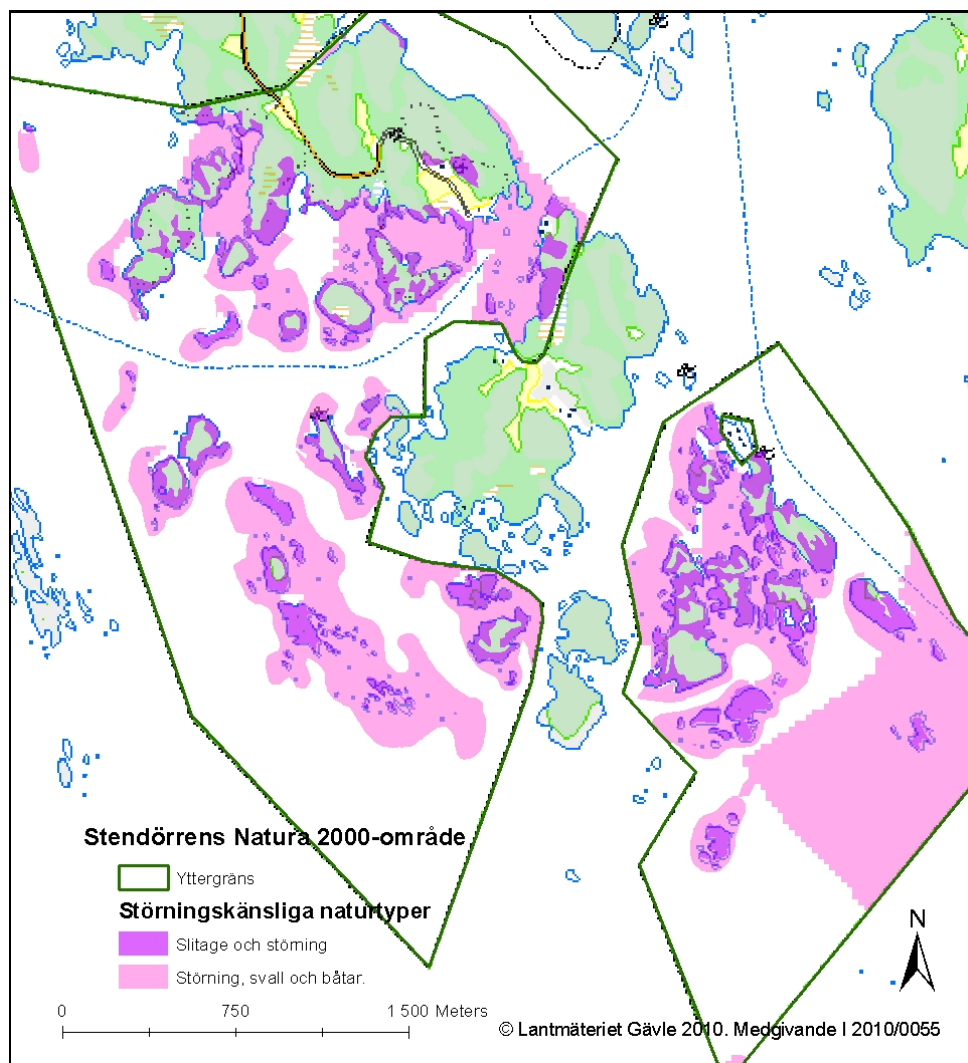 Stendörrens Natura 2000-område
Yttergräns
Störningskänsliga naturtyper
Slitage och störning
Störning, svall och båtar.
N
0 750 1 500 Meters
© Lantmäteriet Gävle 2010. Medgivande I 2010/0055